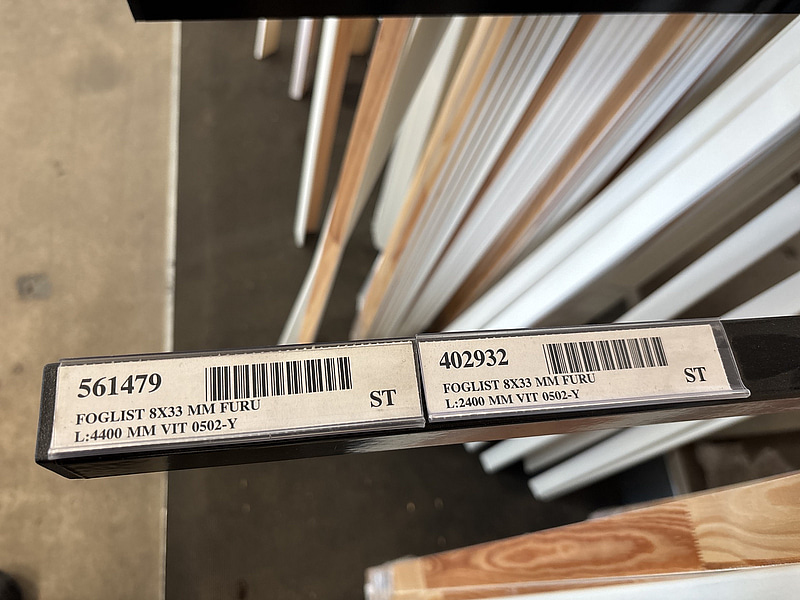 561479
FOGLIST 8X33 MM FURU
L:4400 MM VIT 0502-Y
ST
402932
FOGLIST 8X33 MM FURU
L:2400 MM VIT 0502-Y
ST